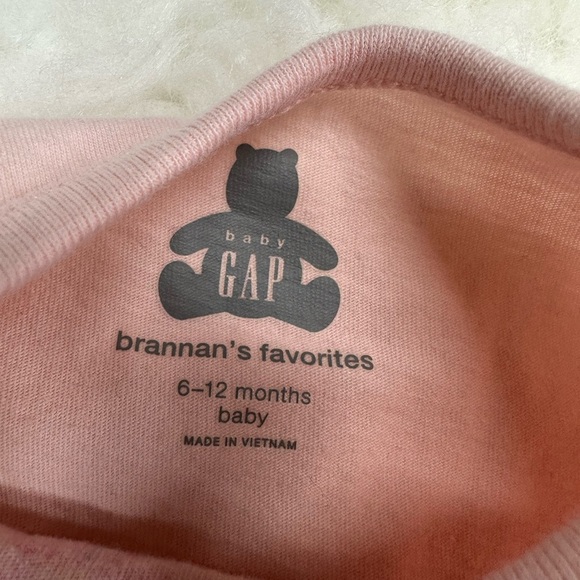 baby
GAP
brannan's favorites
6–12 months
baby
MADE IN VIETNAM